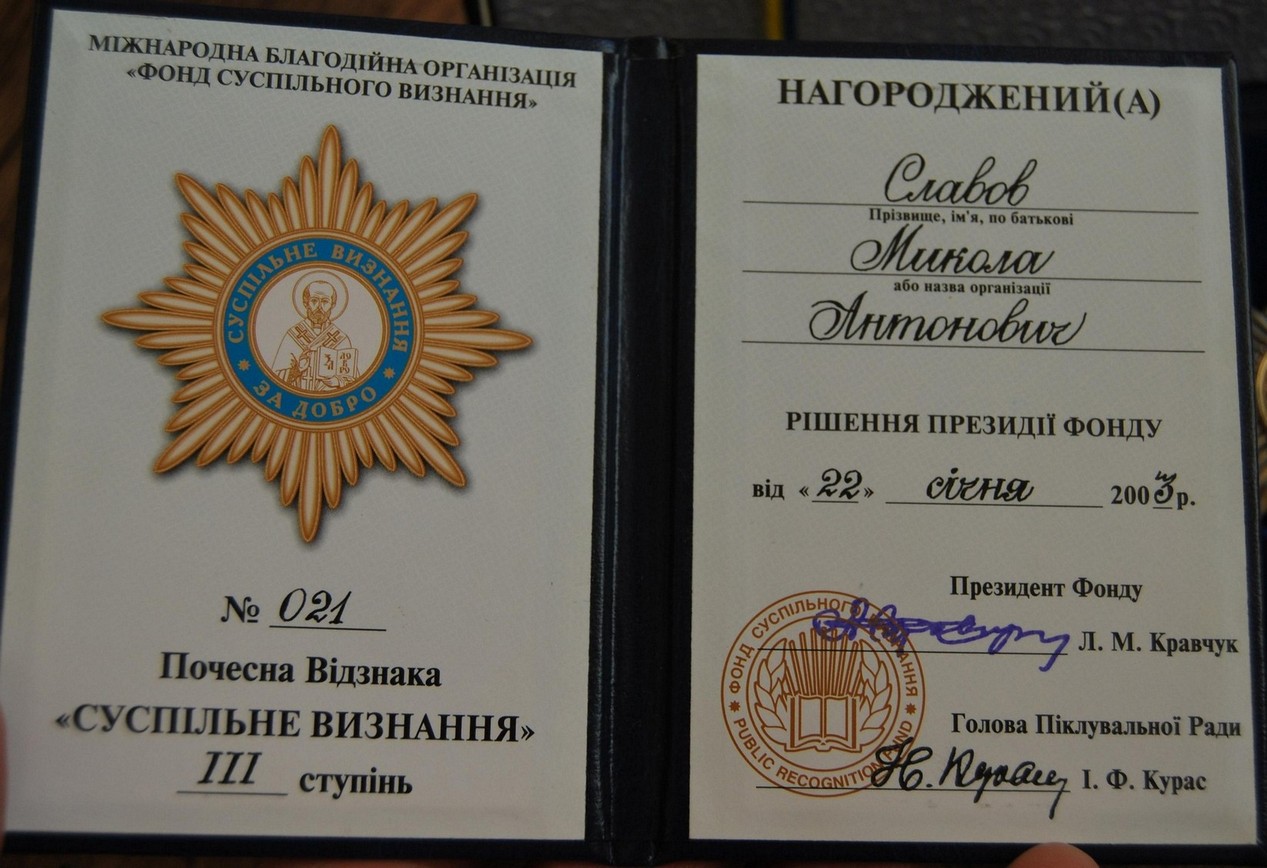 МІЖНАРОДНА БЛАГОДІЙНА ОРГАНІЗАЦІЯ
«ФОНД СУСПІЛЬНОГО ВИЗНАННЯ»
СУСПІЛЬНЕ ВИЗНАННЯ
ЗА ДОБРО
№ 021
Почесна Відзнака
«СУСПІЛЬНЕ ВИЗНАННЯ»
III ступінь
НАГОРОДЖЕНИЙ(А)
Славов
Прізвище, ім'я, по батькові
Микола
або назва організації
Антонович
РІШЕННЯ ПРЕЗИДІЇ ФОНДУ
від «22» січня 2003 р.
Президент Фонду
Л. М. Кравчук
ФОНД СУСПІЛЬНОГО ВИЗНАННЯ
PUBLIC RECOGNITION FUND
Голова Піклувальної Ради
І. Ф. Курас